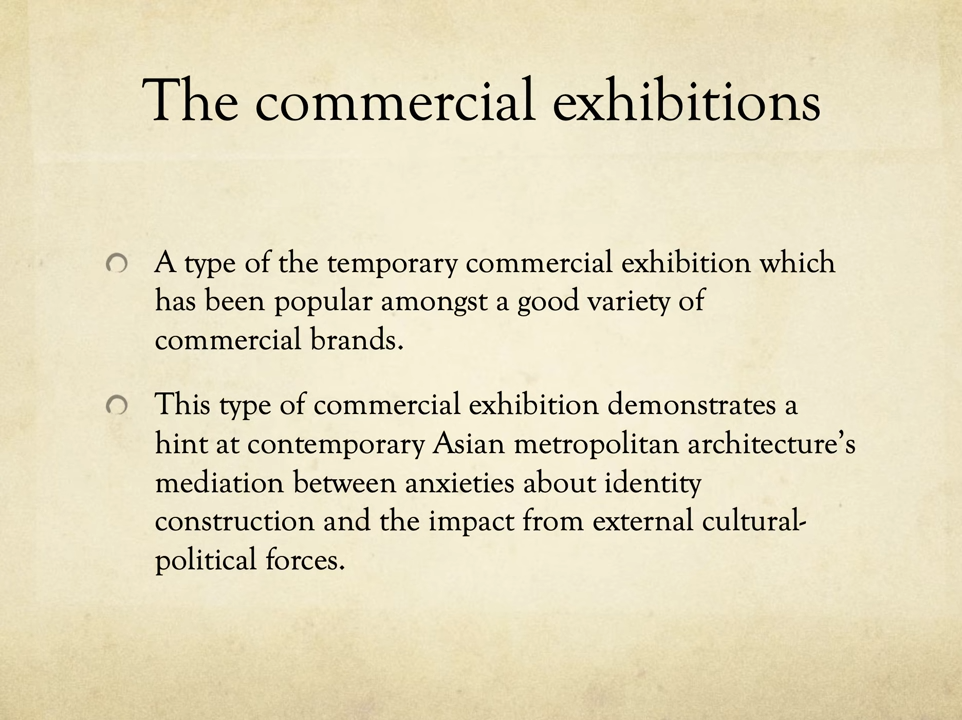 The commercial exhibitions
A type of the temporary commercial exhibition which
has been popular amongst a good variety of
commercial brands.
This type of commercial exhibition demonstrates a
hint at contemporary Asian metropolitan architecture’s
mediation between anxieties about identity
construction and the impact from external cultural-
political forces.